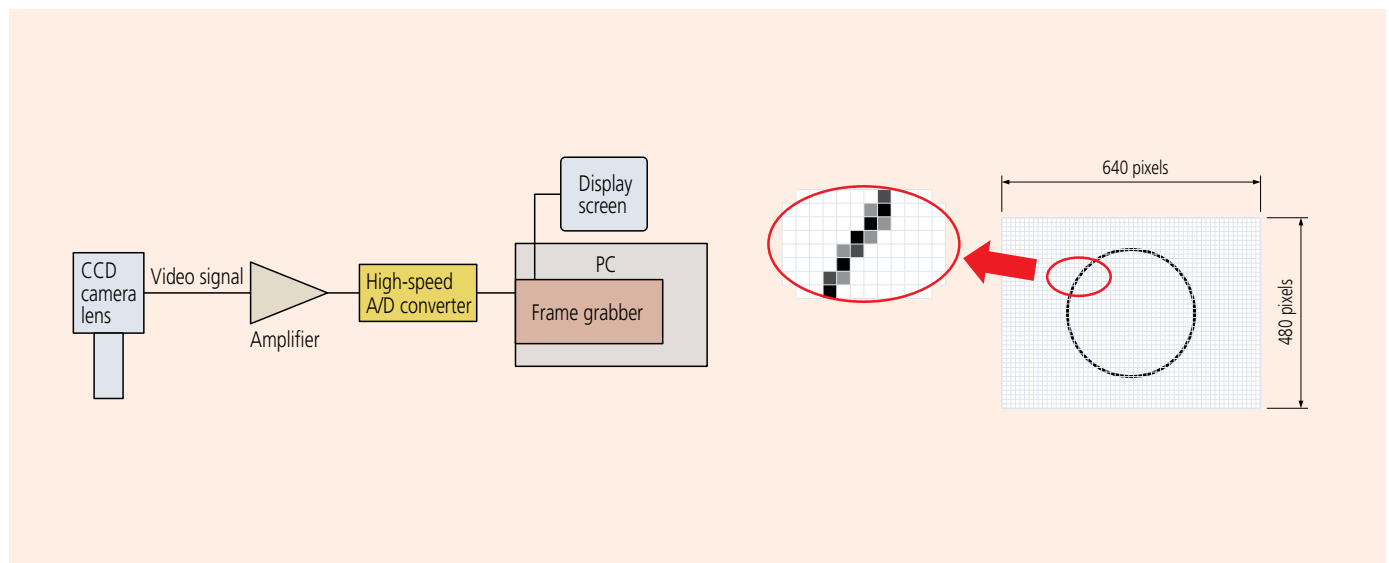 CCD
camera
lens
Video signal
Amplifier
High-speed
A/D converter
Display
screen
PC
Frame grabber
640 pixels
480 pixels